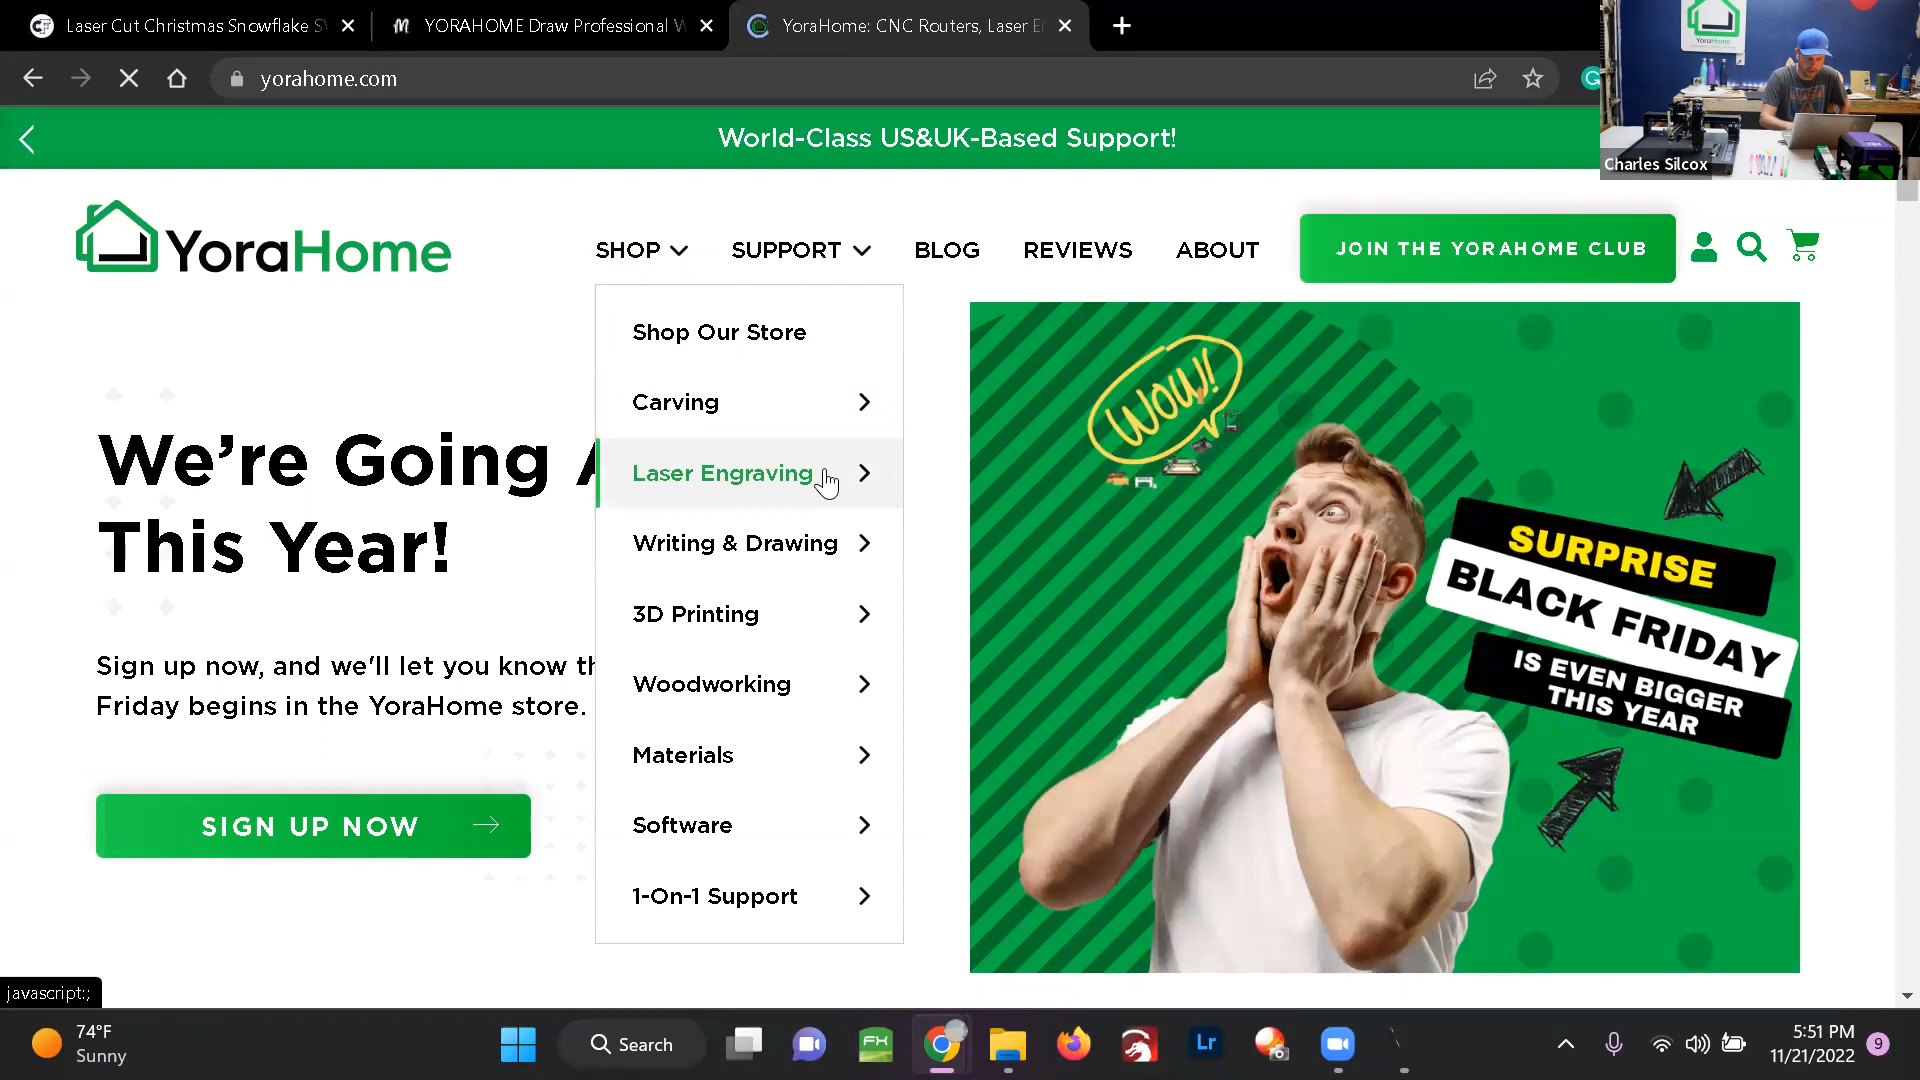 Laser Cut Christmas Snowflake S
YORAHOME Draw Professional
YoraHome: CNC Routers, Laser E
yorahome.com
World-Class US&UK-Based Support!
YoraHome
Charles Silcox
YoraHome
SHOP
SUPPORT
BLOG
REVIEWS
ABOUT
JOIN THE YORAHOME CLUB
Shop Our Store
Carving
Laser Engraving
Writing & Drawing
3D Printing
Woodworking
Materials
Software
1-On-1 Support
We're Going A
This Year!
Sign up now, and we'll let you know th
Friday begins in the YoraHome store.
SIGN UP NOW
WOW!
SURPRISE
BLACK FRIDAY
IS EVEN BIGGER
THIS YEAR
javascript:;
74°F
Sunny
Search
FX
Lr
5:51 PM
11/21/2022
9